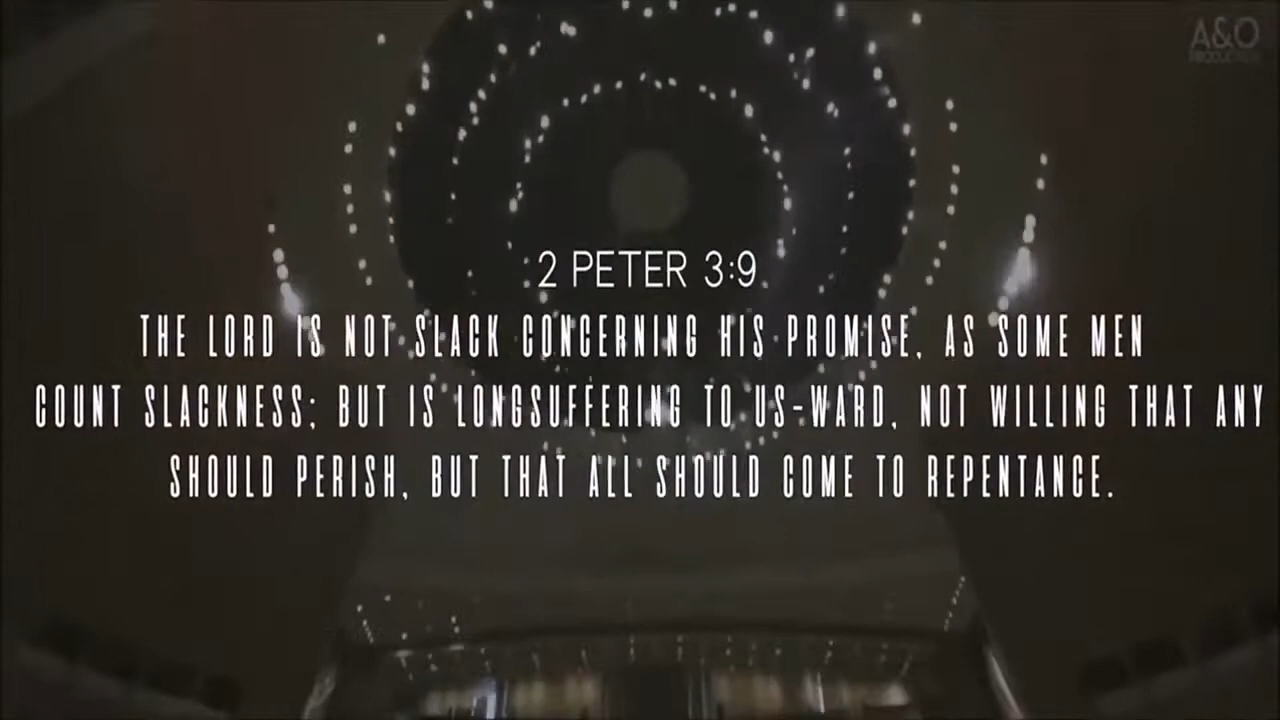 A&O
PRODUCTIONS
2 PETER 3:9
THE LORD IS NOT SLACK CONCERNING HIS PROMISE, AS SOME MEN
COUNT SLACKNESS; BUT IS LONGSUFFERING TO US-WARD, NOT WILLING THAT ANY
SHOULD PERISH, BUT THAT ALL SHOULD COME TO REPENTANCE.